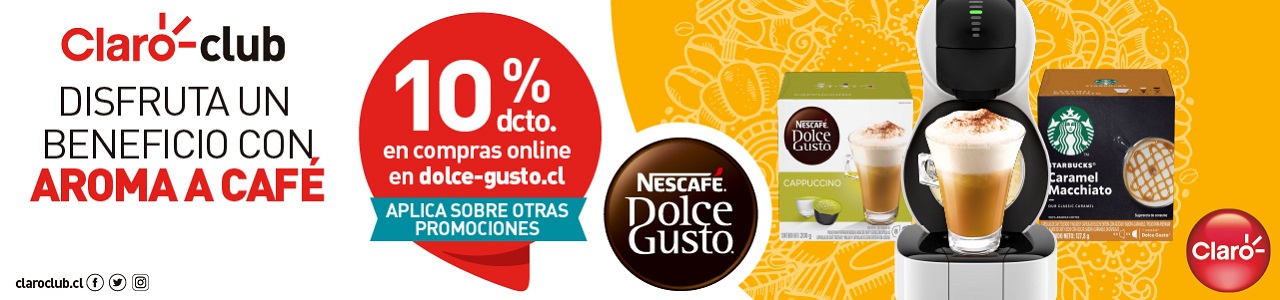 Claro-club
DISFRUTA UN
BENEFICIO CON
AROMA A CAFÉ
claroclub.cl
10% dcto.
en compras online
en dolce-gusto.cl
APLICA SOBRE OTRAS
PROMOCIONES
NESCAFÉ.
Dolce
Gusto
NESCAFÉ.
Dolce
Gusto
CAPPUCCINO
STARBUCKS®
Caramel
Macchiato
Claro-